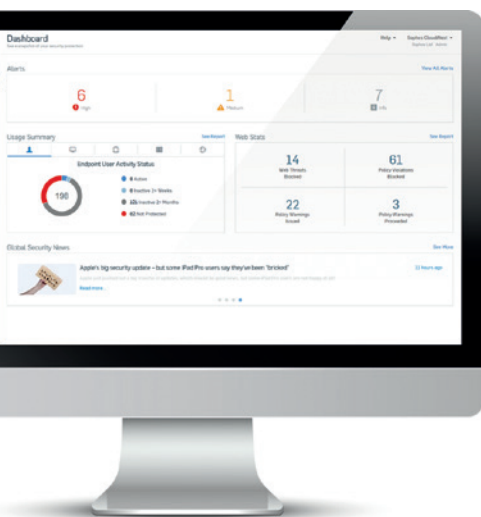 Dashboard
Help
Alerts
View All Alerts
6
High
1
Medium
7
Info
Usage Summary
See Report
Web Stats
See Report
Endpoint User Activity Status
196
Active
Inactive 2+ Weeks
Inactive 2+ Months
Not Protected
14
Web Threats
Blocked
61
Policy Violations
Blocked
22
Policy Warnings
Issued
3
Policy Warnings
Proceeded
Global Security News
See More
Apple's big security update – but some iPad Pro users say they've been "bricked"
11 hours ago
Read more